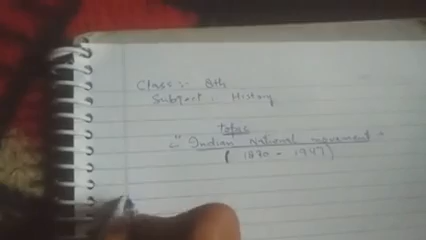 Class :- 8th
Subject : History
Topic
" Indian National movement "
( 1870 - 1947)